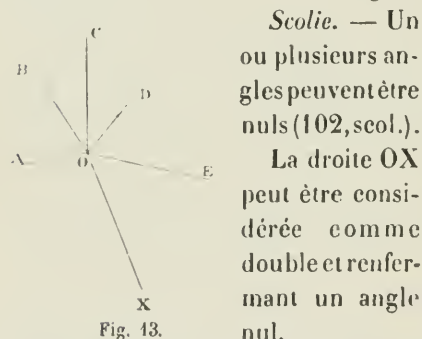 Scolie. — Un
ou plusieurs an-
gles peuvent être
nuls (102, scol.).
La droite OX
peut être consi-
dérée comme
double et renfer-
mant un angle
nul.
C
B
D
A
O
E
X
Fig. 13.